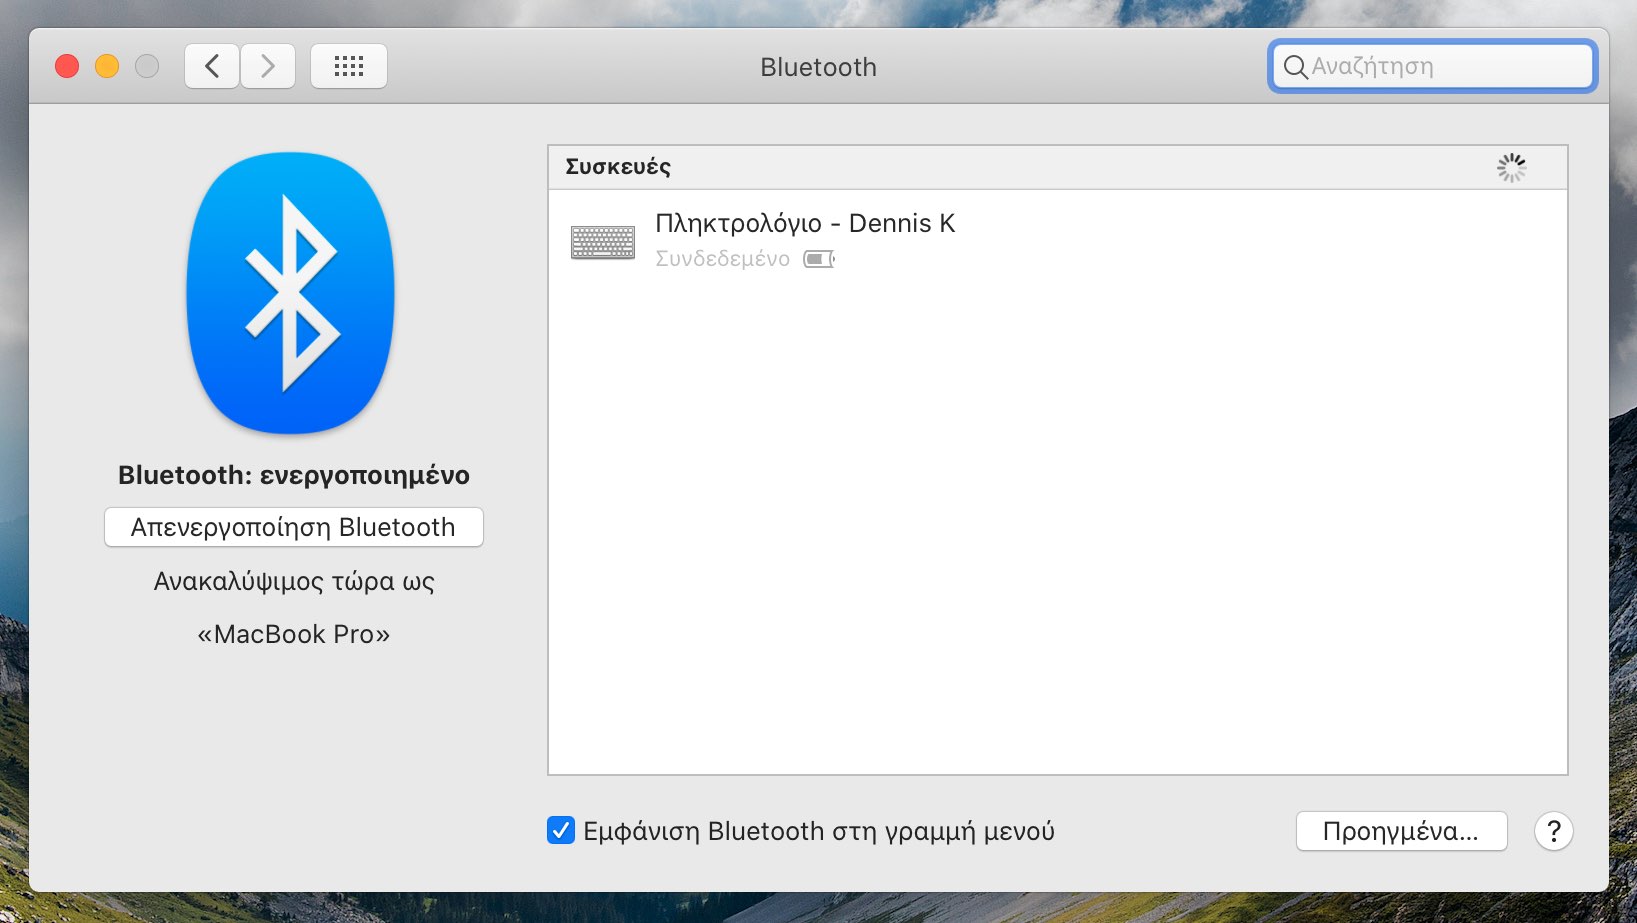 Bluetooth
Αναζήτηση
Συσκευές
Πληκτρολόγιο - Dennis K
Συνδεδεμένο
Bluetooth: ενεργοποιημένο
Απενεργοποίηση Bluetooth
Ανακαλύψιμος τώρα ως
«MacBook Pro»
Εμφάνιση Bluetooth στη γραμμή μενού
Προηγμένα...
?